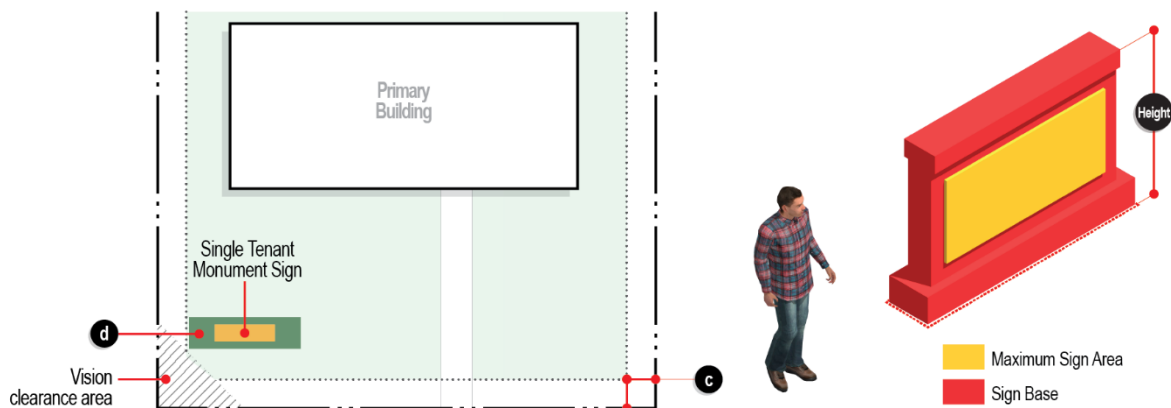 Primary
Building
Single Tenant
Monument Sign
d
Vision
clearance area
c
Height
Maximum Sign Area
Sign Base